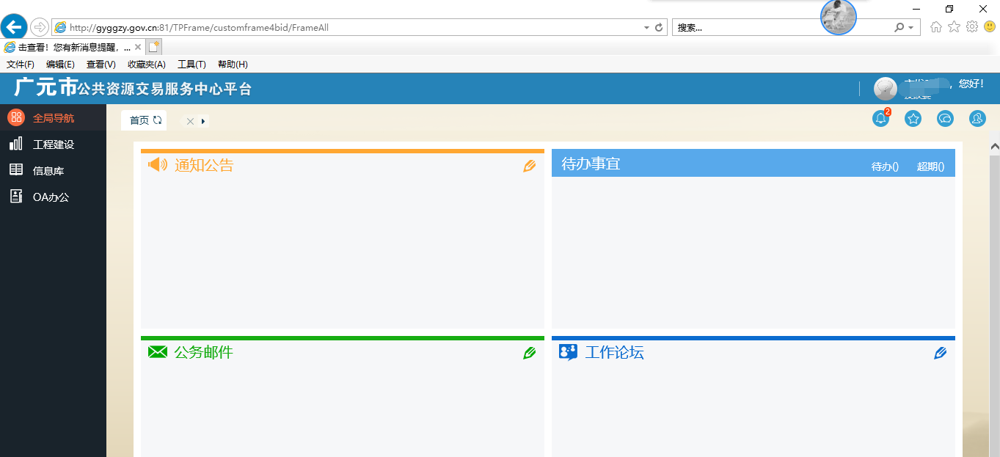 http://gyggzy.gov.cn:81/TPFrame/customframe4bid/FrameAll
搜索...
击查看！您有新消息提醒，...
文件(F) 编辑(E) 查看(V) 收藏夹(A) 工具(T) 帮助(H)
广元市公共资源交易服务中心平台
，您好！
全局导航
首页
2
工程建设
信息库
OA办公
通知公告
待办事宜 待办() 超期()
公务邮件
工作论坛